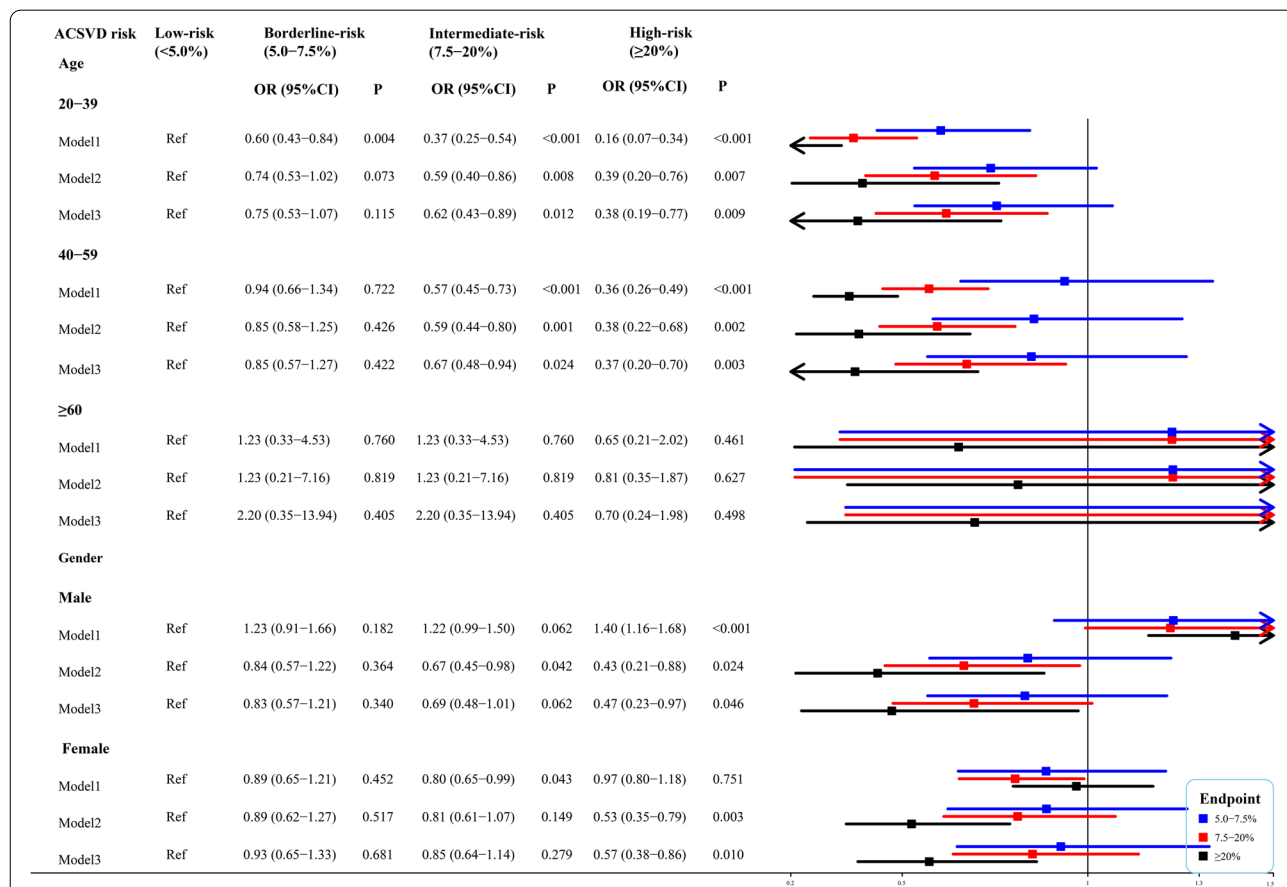 ACSVD risk Low-risk Borderline-risk Intermediate-risk High-risk
(<5.0%) (5.0−7.5%) (7.5−20%) (≥20%)
Age
OR (95%CI) P OR (95%CI) P OR (95%CI) P
20−39
Model1 Ref 0.60 (0.43−0.84) 0.004 0.37 (0.25−0.54) <0.001 0.16 (0.07−0.34) <0.001
Model2 Ref 0.74 (0.53−1.02) 0.073 0.59 (0.40−0.86) 0.008 0.39 (0.20−0.76) 0.007
Model3 Ref 0.75 (0.53−1.07) 0.115 0.62 (0.43−0.89) 0.012 0.38 (0.19−0.77) 0.009
40−59
Model1 Ref 0.94 (0.66−1.34) 0.722 0.57 (0.45−0.73) <0.001 0.36 (0.26−0.49) <0.001
Model2 Ref 0.85 (0.58−1.25) 0.426 0.59 (0.44−0.80) 0.001 0.38 (0.22−0.68) 0.002
Model3 Ref 0.85 (0.57−1.27) 0.422 0.67 (0.48−0.94) 0.024 0.37 (0.20−0.70) 0.003
≥60
Model1 Ref 1.23 (0.33−4.53) 0.760 1.23 (0.33−4.53) 0.760 0.65 (0.21−2.02) 0.461
Model2 Ref 1.23 (0.21−7.16) 0.819 1.23 (0.21−7.16) 0.819 0.81 (0.35−1.87) 0.627
Model3 Ref 2.20 (0.35−13.94) 0.405 2.20 (0.35−13.94) 0.405 0.70 (0.24−1.98) 0.498
Gender
Male
Model1 Ref 1.23 (0.91−1.66) 0.182 1.22 (0.99−1.50) 0.062 1.40 (1.16−1.68) <0.001
Model2 Ref 0.84 (0.57−1.22) 0.364 0.67 (0.45−0.98) 0.042 0.43 (0.21−0.88) 0.024
Model3 Ref 0.83 (0.57−1.21) 0.340 0.69 (0.48−1.01) 0.062 0.47 (0.23−0.97) 0.046
Female
Model1 Ref 0.89 (0.65−1.21) 0.452 0.80 (0.65−0.99) 0.043 0.97 (0.80−1.18) 0.751
Model2 Ref 0.89 (0.62−1.27) 0.517 0.81 (0.61−1.07) 0.149 0.53 (0.35−0.79) 0.003
Model3 Ref 0.93 (0.65−1.33) 0.681 0.85 (0.64−1.14) 0.279 0.57 (0.38−0.86) 0.010
Endpoint
5.0−7.5%
7.5−20%
≥20%
0.2 0.5 1 1.3 1.5